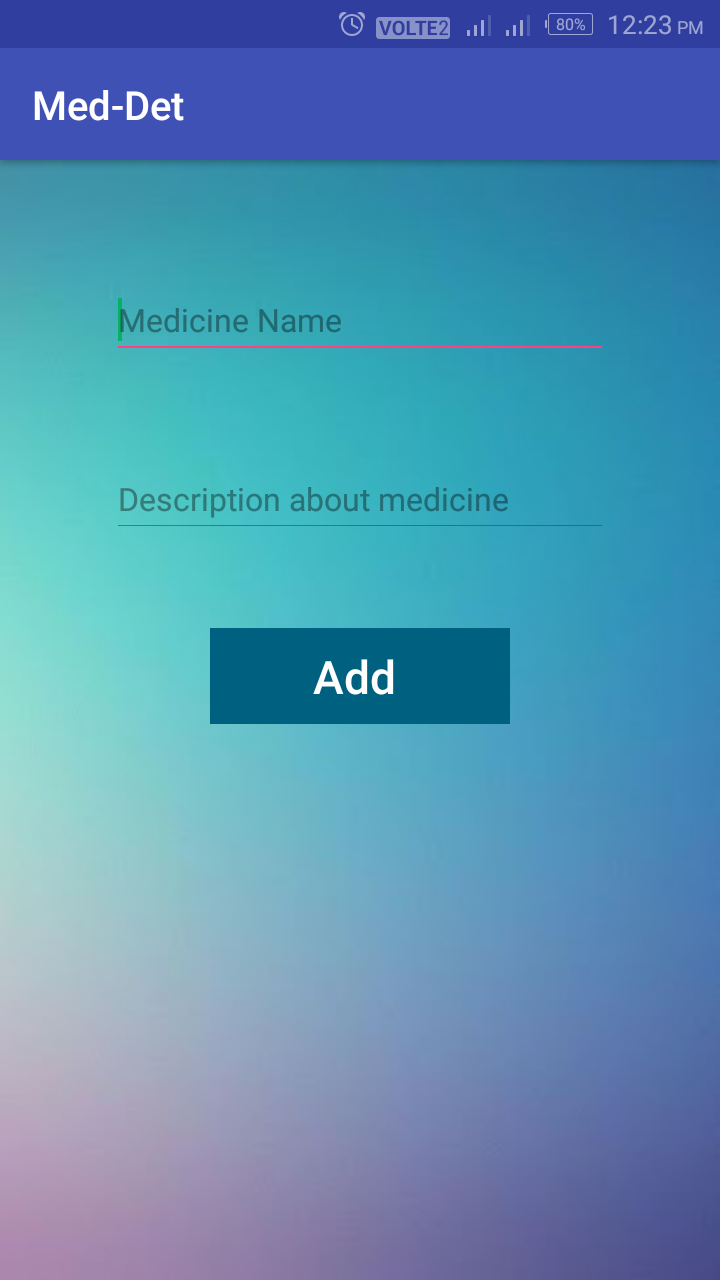 VOLTE2 80% 12:23 PM
Med-Det
Medicine Name
Description about medicine
Add